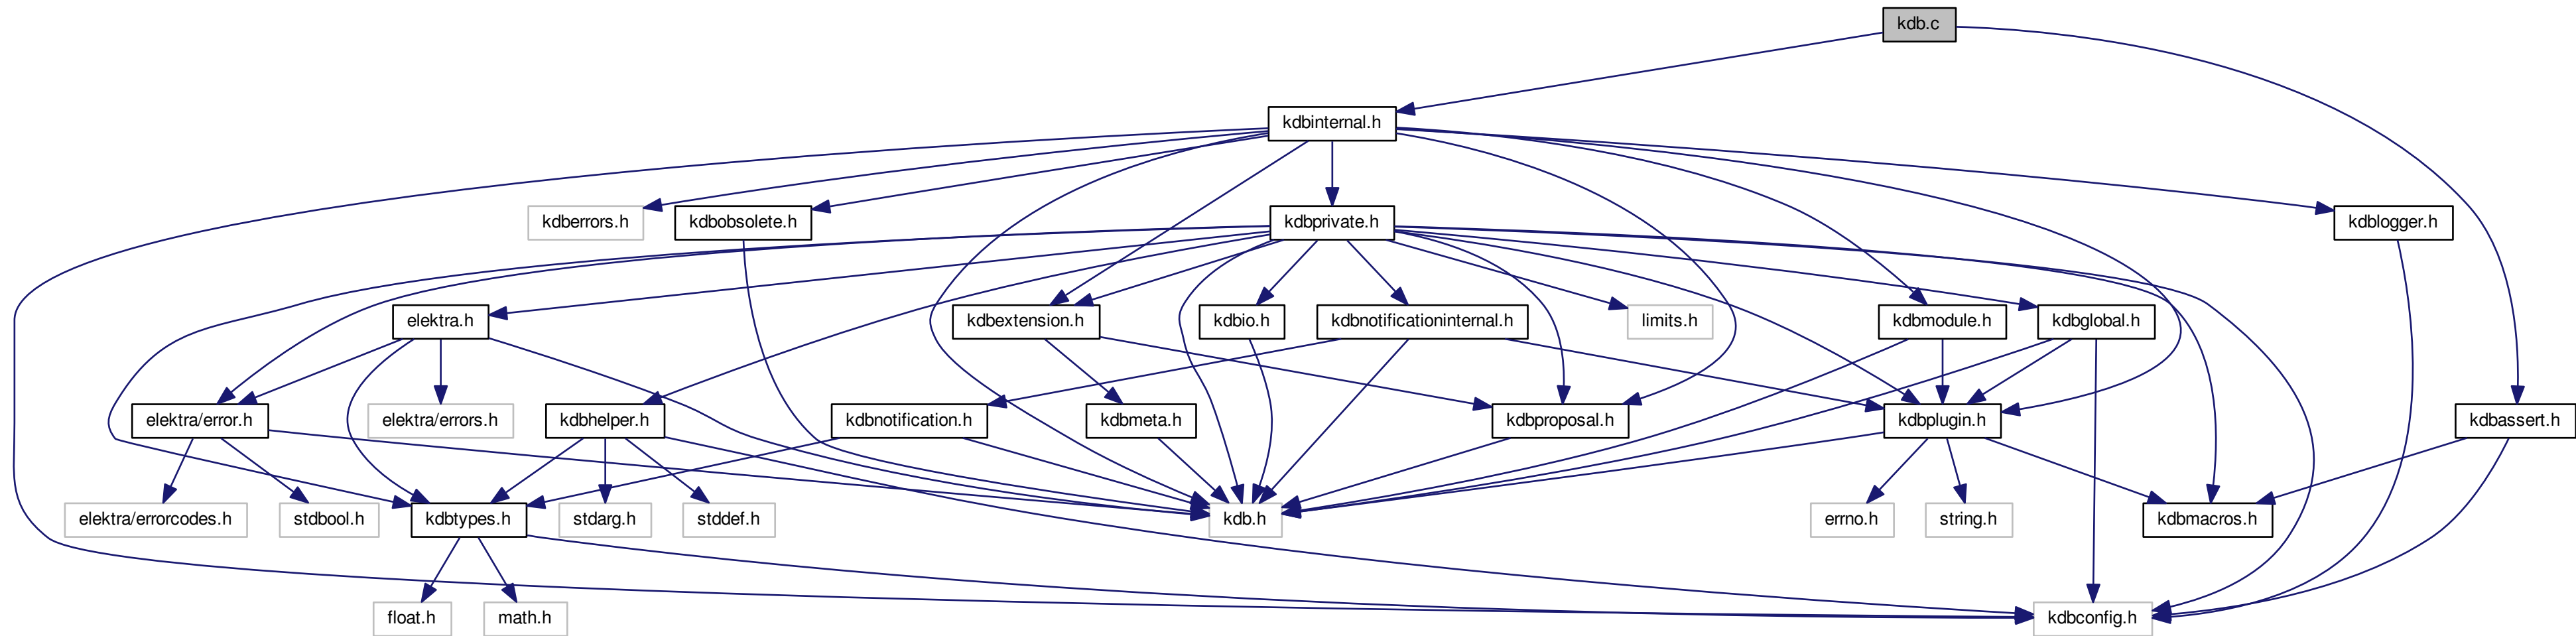 kdb.c
kdbinternal.h
kdberrors.h
kdbobsolete.h
kdbprivate.h
kdblogger.h
elektra.h
kdbextension.h
kdbio.h
kdbnotificationinternal.h
limits.h
kdbmodule.h
kdbglobal.h
elektra/error.h
elektra/errors.h
kdbhelper.h
kdbnotification.h
kdbmeta.h
kdbproposal.h
kdbplugin.h
kdbassert.h
elektra/errorcodes.h
stdbool.h
kdbtypes.h
stdarg.h
stddef.h
kdb.h
errno.h
string.h
kdbmacros.h
float.h
math.h
kdbconfig.h